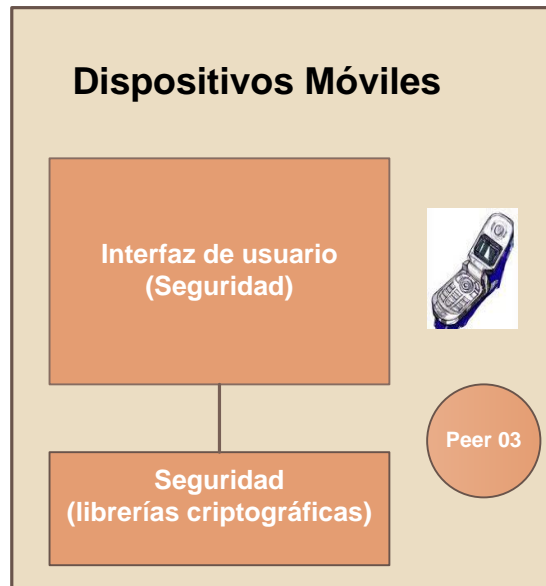 Dispositivos Móviles
Interfaz de usuario
(Seguridad)
Peer 03
Seguridad
(librerías criptográficas)